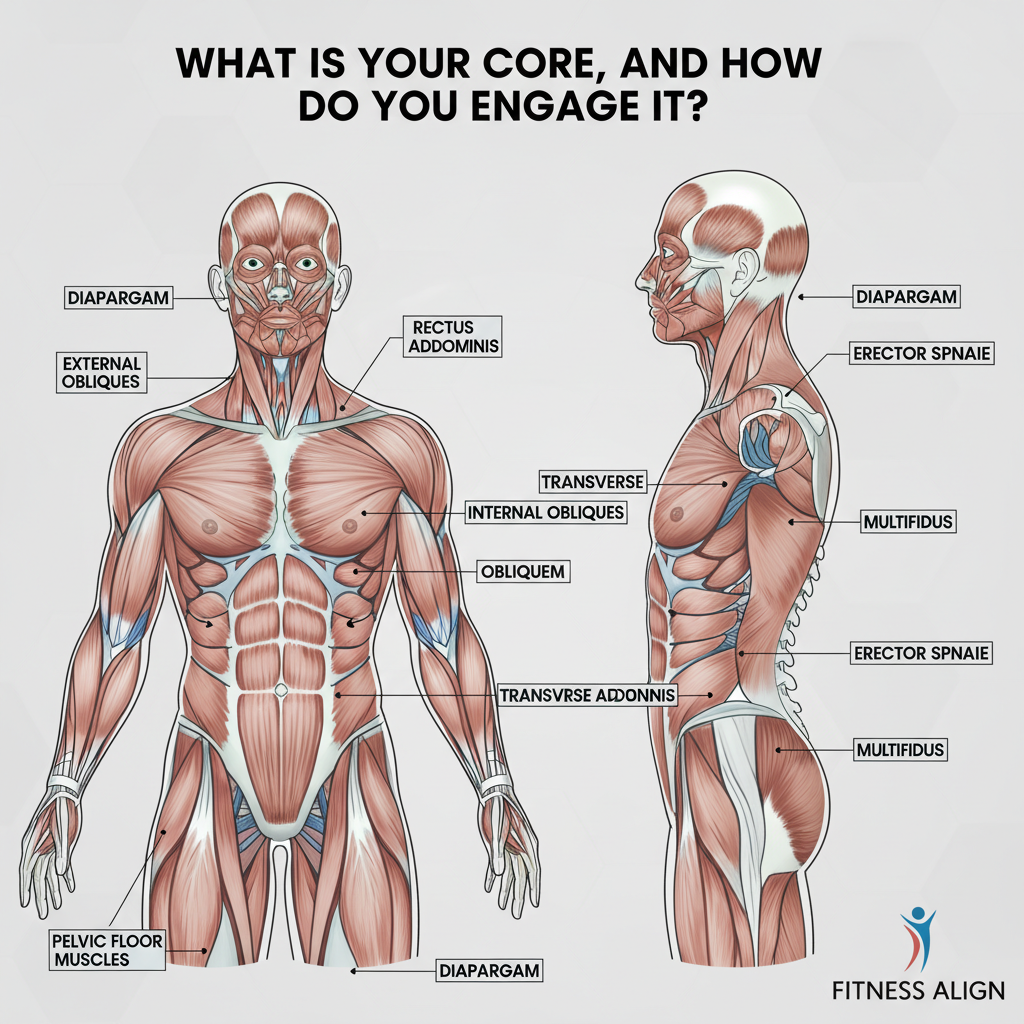 WHAT IS YOUR CORE, AND HOW
DO YOU ENGAGE IT?
DIAPARGAM
EXTERNAL
OBLIQUES
RECTUS
ADDOMINIS
INTERNAL OBLIQUES
OBLIQUEM
TRANSVRSE ADDONNIS
PELVIC FLOOR
MUSCLES
DIAPARGAM
DIAPARGAM
ERECTOR SPNAIE
TRANSVERSE
MULTIFIDUS
ERECTOR SPNAIE
MULTIFIDUS
FITNESS ALIGN